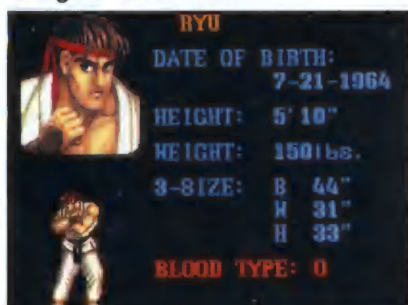 RYU
DATE OF BIRTH:
7-21-1964
HEIGHT: 5'10"
WEIGHT: 150lbs.
3-SIZE: B 44"
W 31"
H 33"
BLOOD TYPE: O